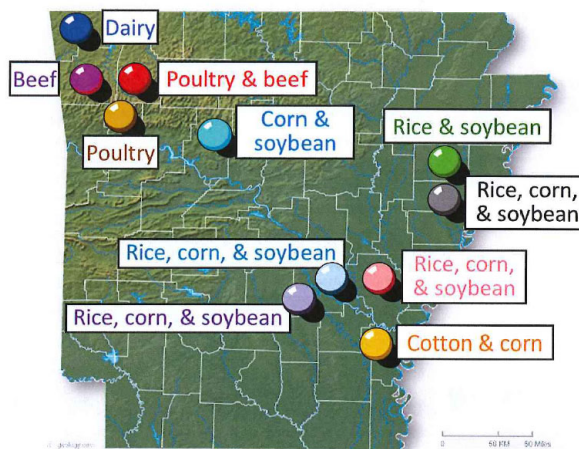 Dairy
Beef
Poultry & beef
Poultry
Corn &
soybean
Rice & soybean
Rice, corn,
& soybean
Rice, corn, & soybean
Rice, corn,
& soybean
Rice, corn, & soybean
Cotton & corn
0 50 KM 50 Miles